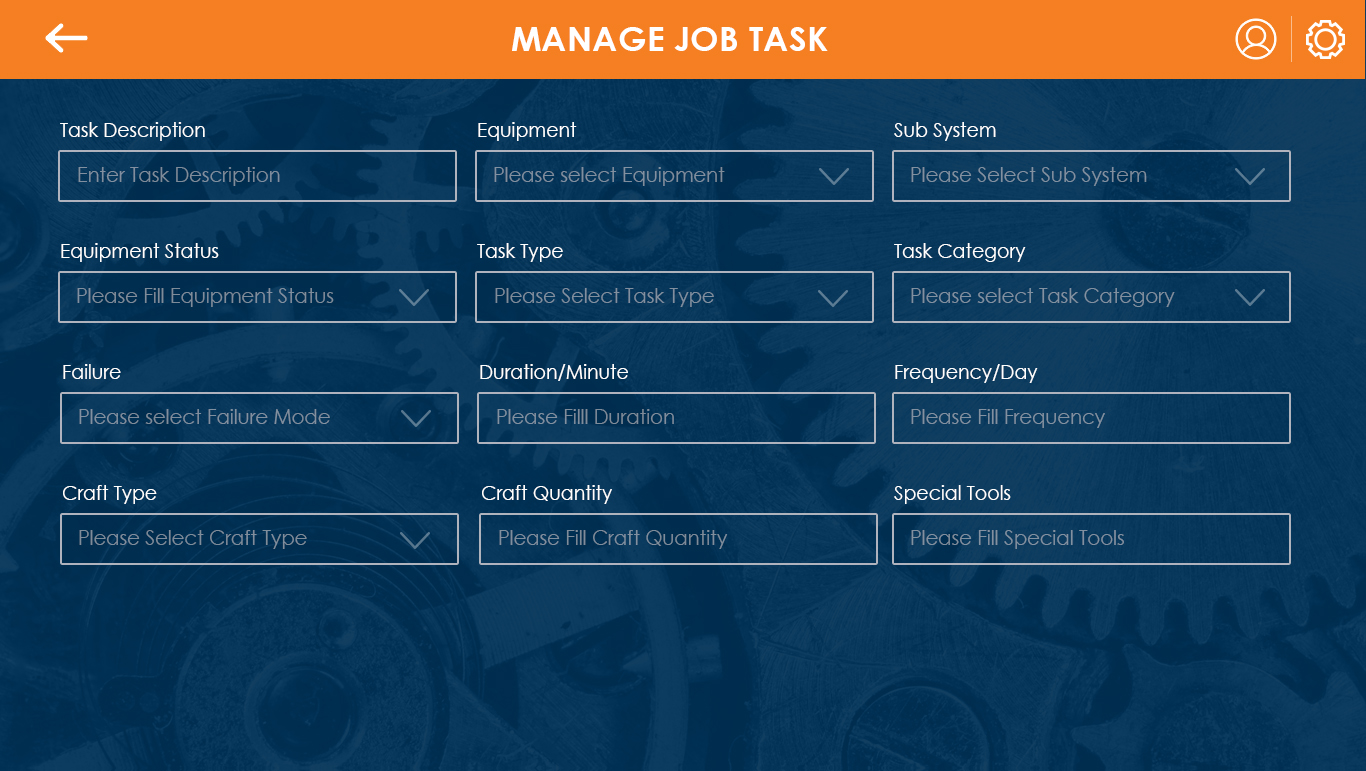 MANAGE JOB TASK
Task Description
Equipment
Sub System
Enter Task Description
Please select Equipment
Please Select Sub System
Equipment Status
Task Type
Task Category
Please Fill Equipment Status
Please Select Task Type
Please select Task Category
Failure
Duration/Minute
Frequency/Day
Please select Failure Mode
Please Filll Duration
Please Fill Frequency
Craft Type
Craft Quantity
Special Tools
Please Select Craft Type
Please Fill Craft Quantity
Please Fill Special Tools